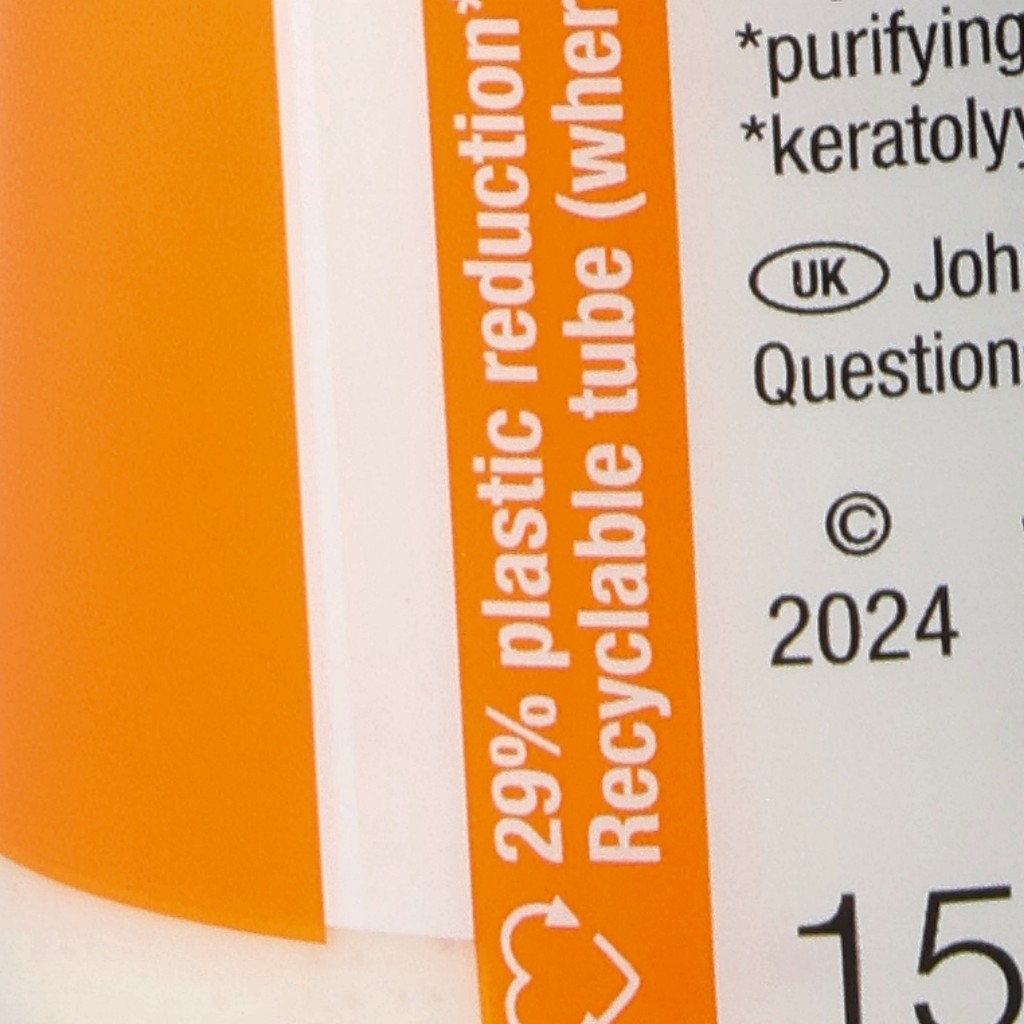 29% plastic reduction*
Recyclable tube (wher
*purifying
*keratoly
UK Joh
Question
©
2024
15